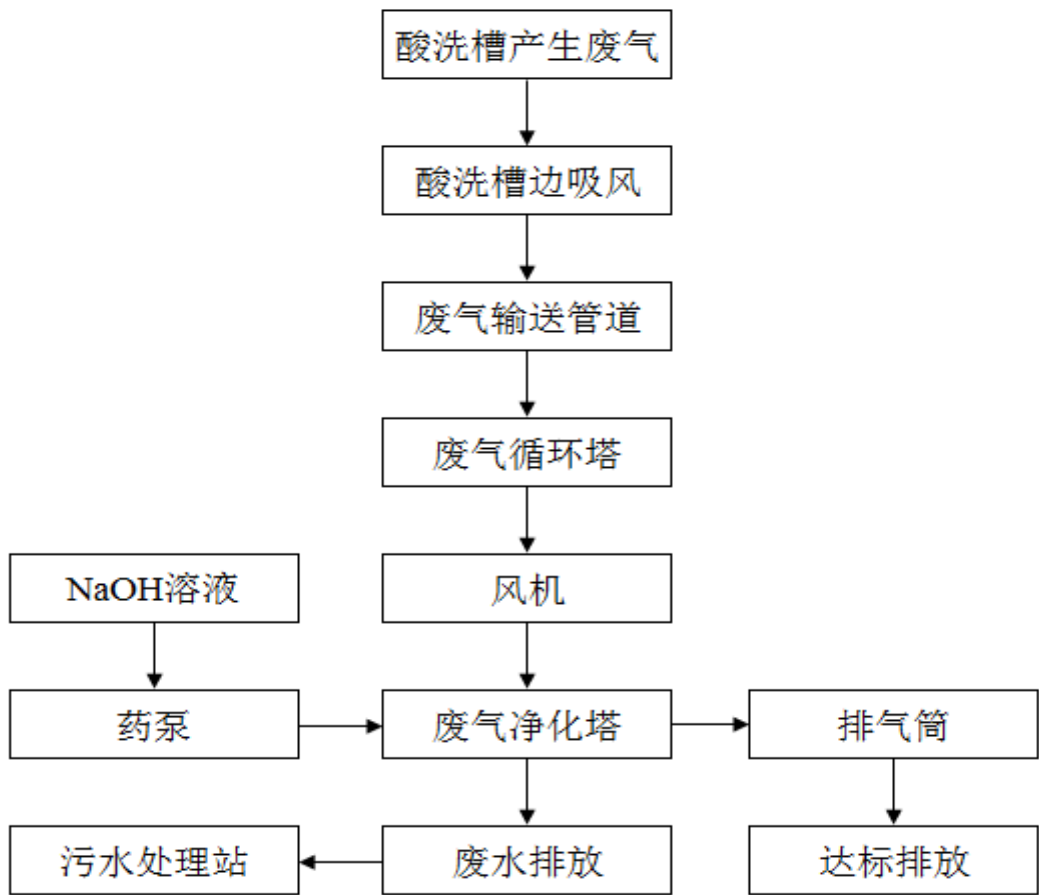 酸洗槽产生废气
酸洗槽边吸风
废气输送管道
废气循环塔
NaOH溶液
风机
药泵
废气净化塔
排气筒
污水处理站
废水排放
达标排放